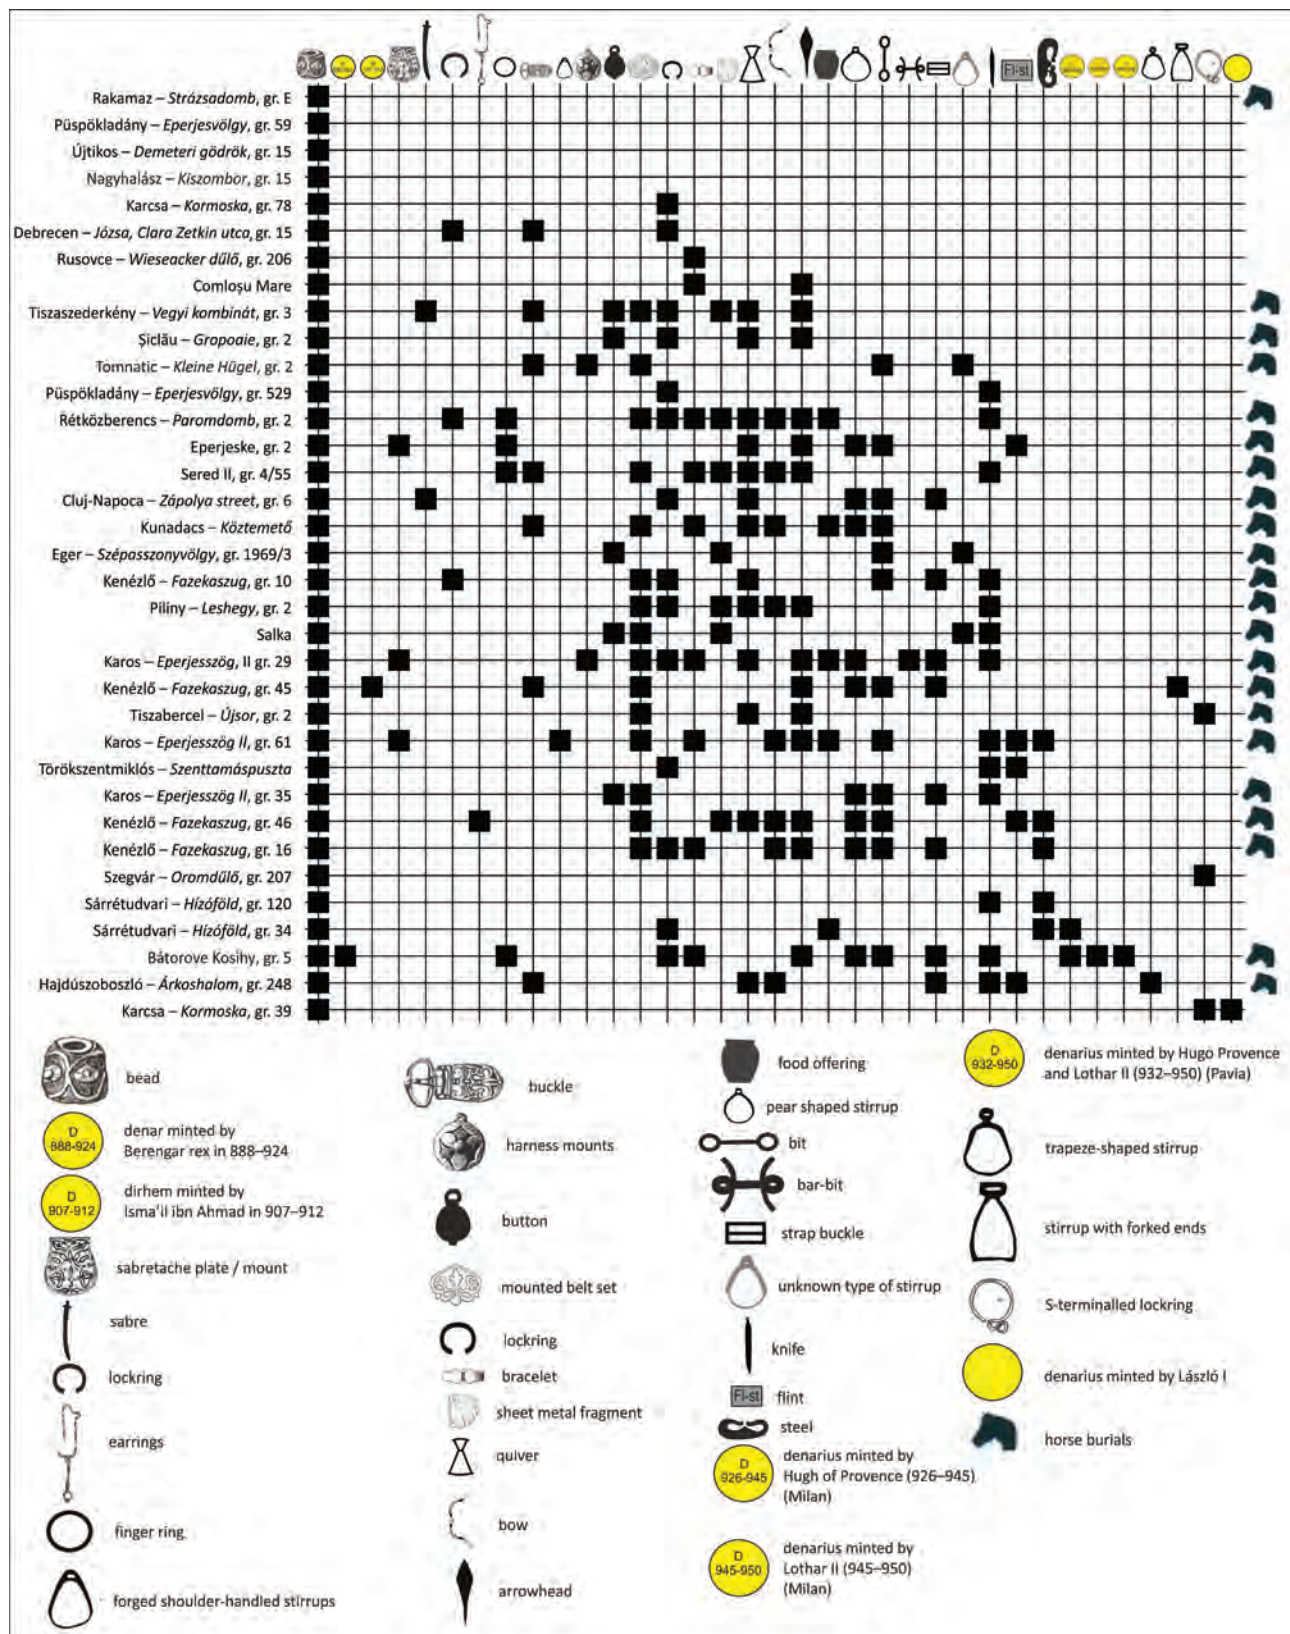 Fl-st
Rakamaz – Strázsadomb, gr. E
Püspökladány – Eperjesvölgy, gr. 59
Újtikos – Demeteri gödrök, gr. 15
Nagyhalász – Kiszombor, gr. 15
Karcsa – Kormoska, gr. 78
Debrecen – Józsa, Clara Zetkin utca, gr. 15
Rusovce – Wieseacker dűlő, gr. 206
Comloșu Mare
Tiszaszederkény – Vegyi kombinát, gr. 3
Șiclău – Gropoaie, gr. 2
Tomnatic – Kleine Hügel, gr. 2
Püspökladány – Eperjesvölgy, gr. 529
Rétközberencs – Paromdomb, gr. 2
Eperjeske, gr. 2
Sered II, gr. 4/55
Cluj-Napoca – Zápolya street, gr. 6
Kunadacs – Köztemető
Eger – Szépasszonyvölgy, gr. 1969/3
Kenézlő – Fazekaszug, gr. 10
Piliny – Leshegy, gr. 2
Salka
Karos – Eperjesszög, II gr. 29
Kenézlő – Fazekaszug, gr. 45
Tiszabercel – Újsor, gr. 2
Karos – Eperjesszög II, gr. 61
Törökszentmiklós – Szenttamáspuszta
Karos – Eperjesszög II, gr. 35
Kenézlő – Fazekaszug, gr. 46
Kenézlő – Fazekaszug, gr. 16
Szegvár – Oromdűlő, gr. 207
Sárrétudvari – Hízóföld, gr. 120
Sárrétudvari – Hízóföld, gr. 34
Bátorove Kosihy, gr. 5
Hajdúszoboszló – Árkoshalom, gr. 248
Karcsa – Kormoska, gr. 39
bead
D
888-924
denar minted by
Berengar rex in 888–924
D
907-912
dirhem minted by
Isma'il ibn Ahmad in 907–912
sabretache plate / mount
sabre
lockring
earrings
finger ring
forged shoulder-handled stirrups
buckle
harness mounts
button
mounted belt set
lockring
bracelet
sheet metal fragment
quiver
bow
arrowhead
food offering
pear shaped stirrup
bit
bar-bit
strap buckle
unknown type of stirrup
knife
Fl-st
flint
steel
D
926-945
denarius minted by
Hugh of Provence (926–945)
(Milan)
D
945-950
denarius minted by
Lothar II (945–950)
(Milan)
D
932-950
denarius minted by Hugo Provence
and Lothar II (932–950) (Pavia)
trapeze-shaped stirrup
stirrup with forked ends
S-terminalled lockring
denarius minted by László I
horse burials